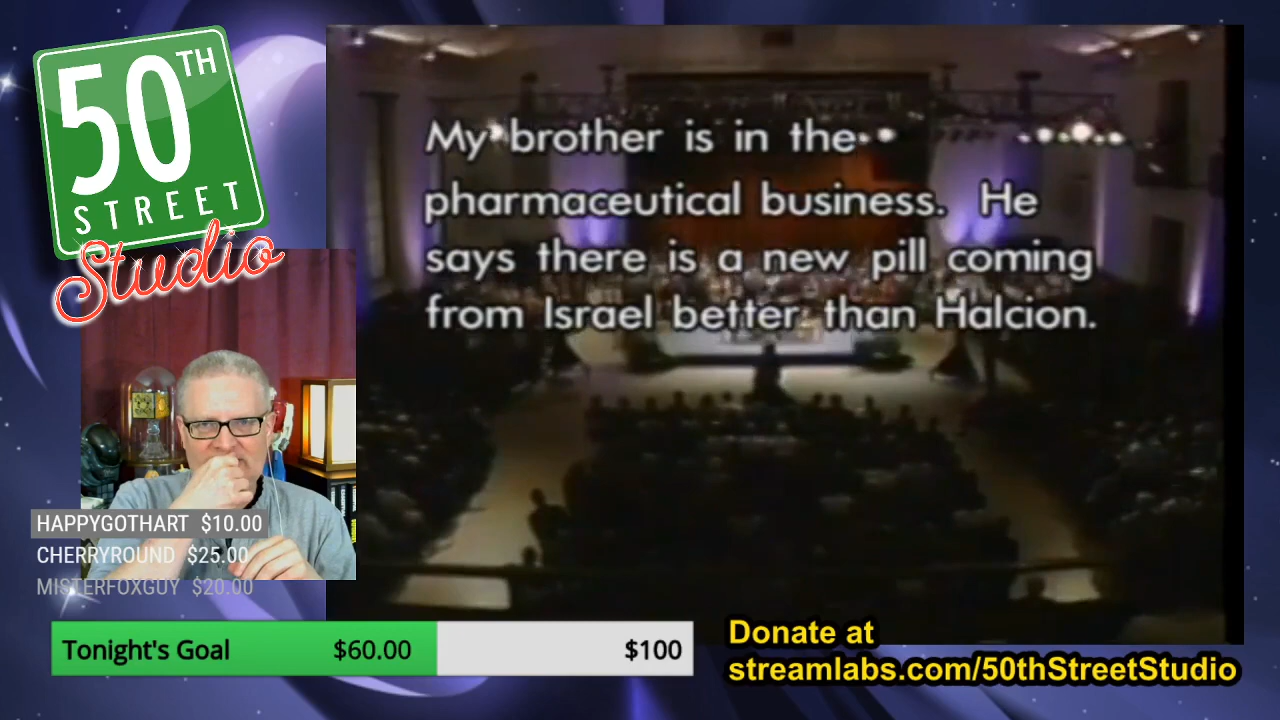 50TH
STREET
Studio
My brother is in the
pharmaceutical business. He
says there is a new pill coming
from Israel better than Halcion.
HAPPYGOTHART $10.00
CHERRYROUND $25.00
MISTERFOXGUY $20.00
Tonight's Goal $60.00 $100
Donate at
streamlabs.com/50thStreetStudio